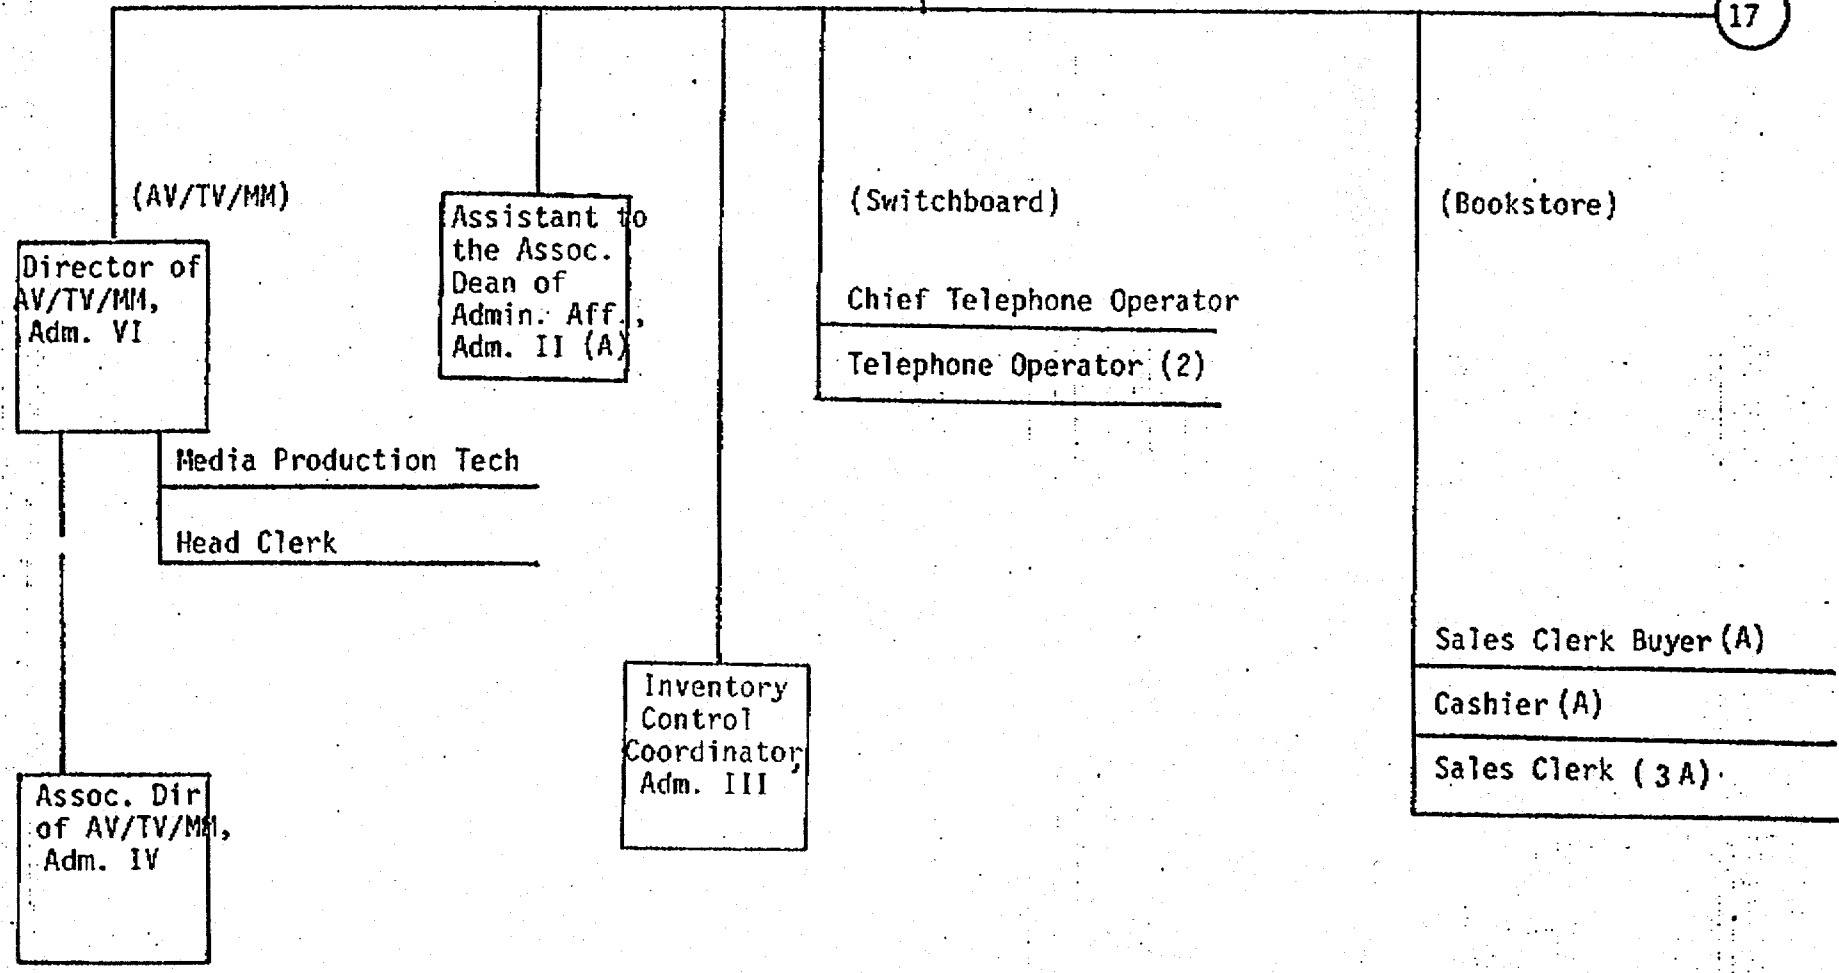 17
(AV/TV/MM)
Director of
AV/TV/MM,
Adm. VI
Media Production Tech
Head Clerk
Assoc. Dir
of AV/TV/MM,
Adm. IV
Assistant to
the Assoc.
Dean of
Admin. Aff.,
Adm. II (A)
Inventory
Control
Coordinator,
Adm. III
(Switchboard)
Chief Telephone Operator
Telephone Operator (2)
(Bookstore)
Sales Clerk Buyer (A)
Cashier (A)
Sales Clerk (3A)